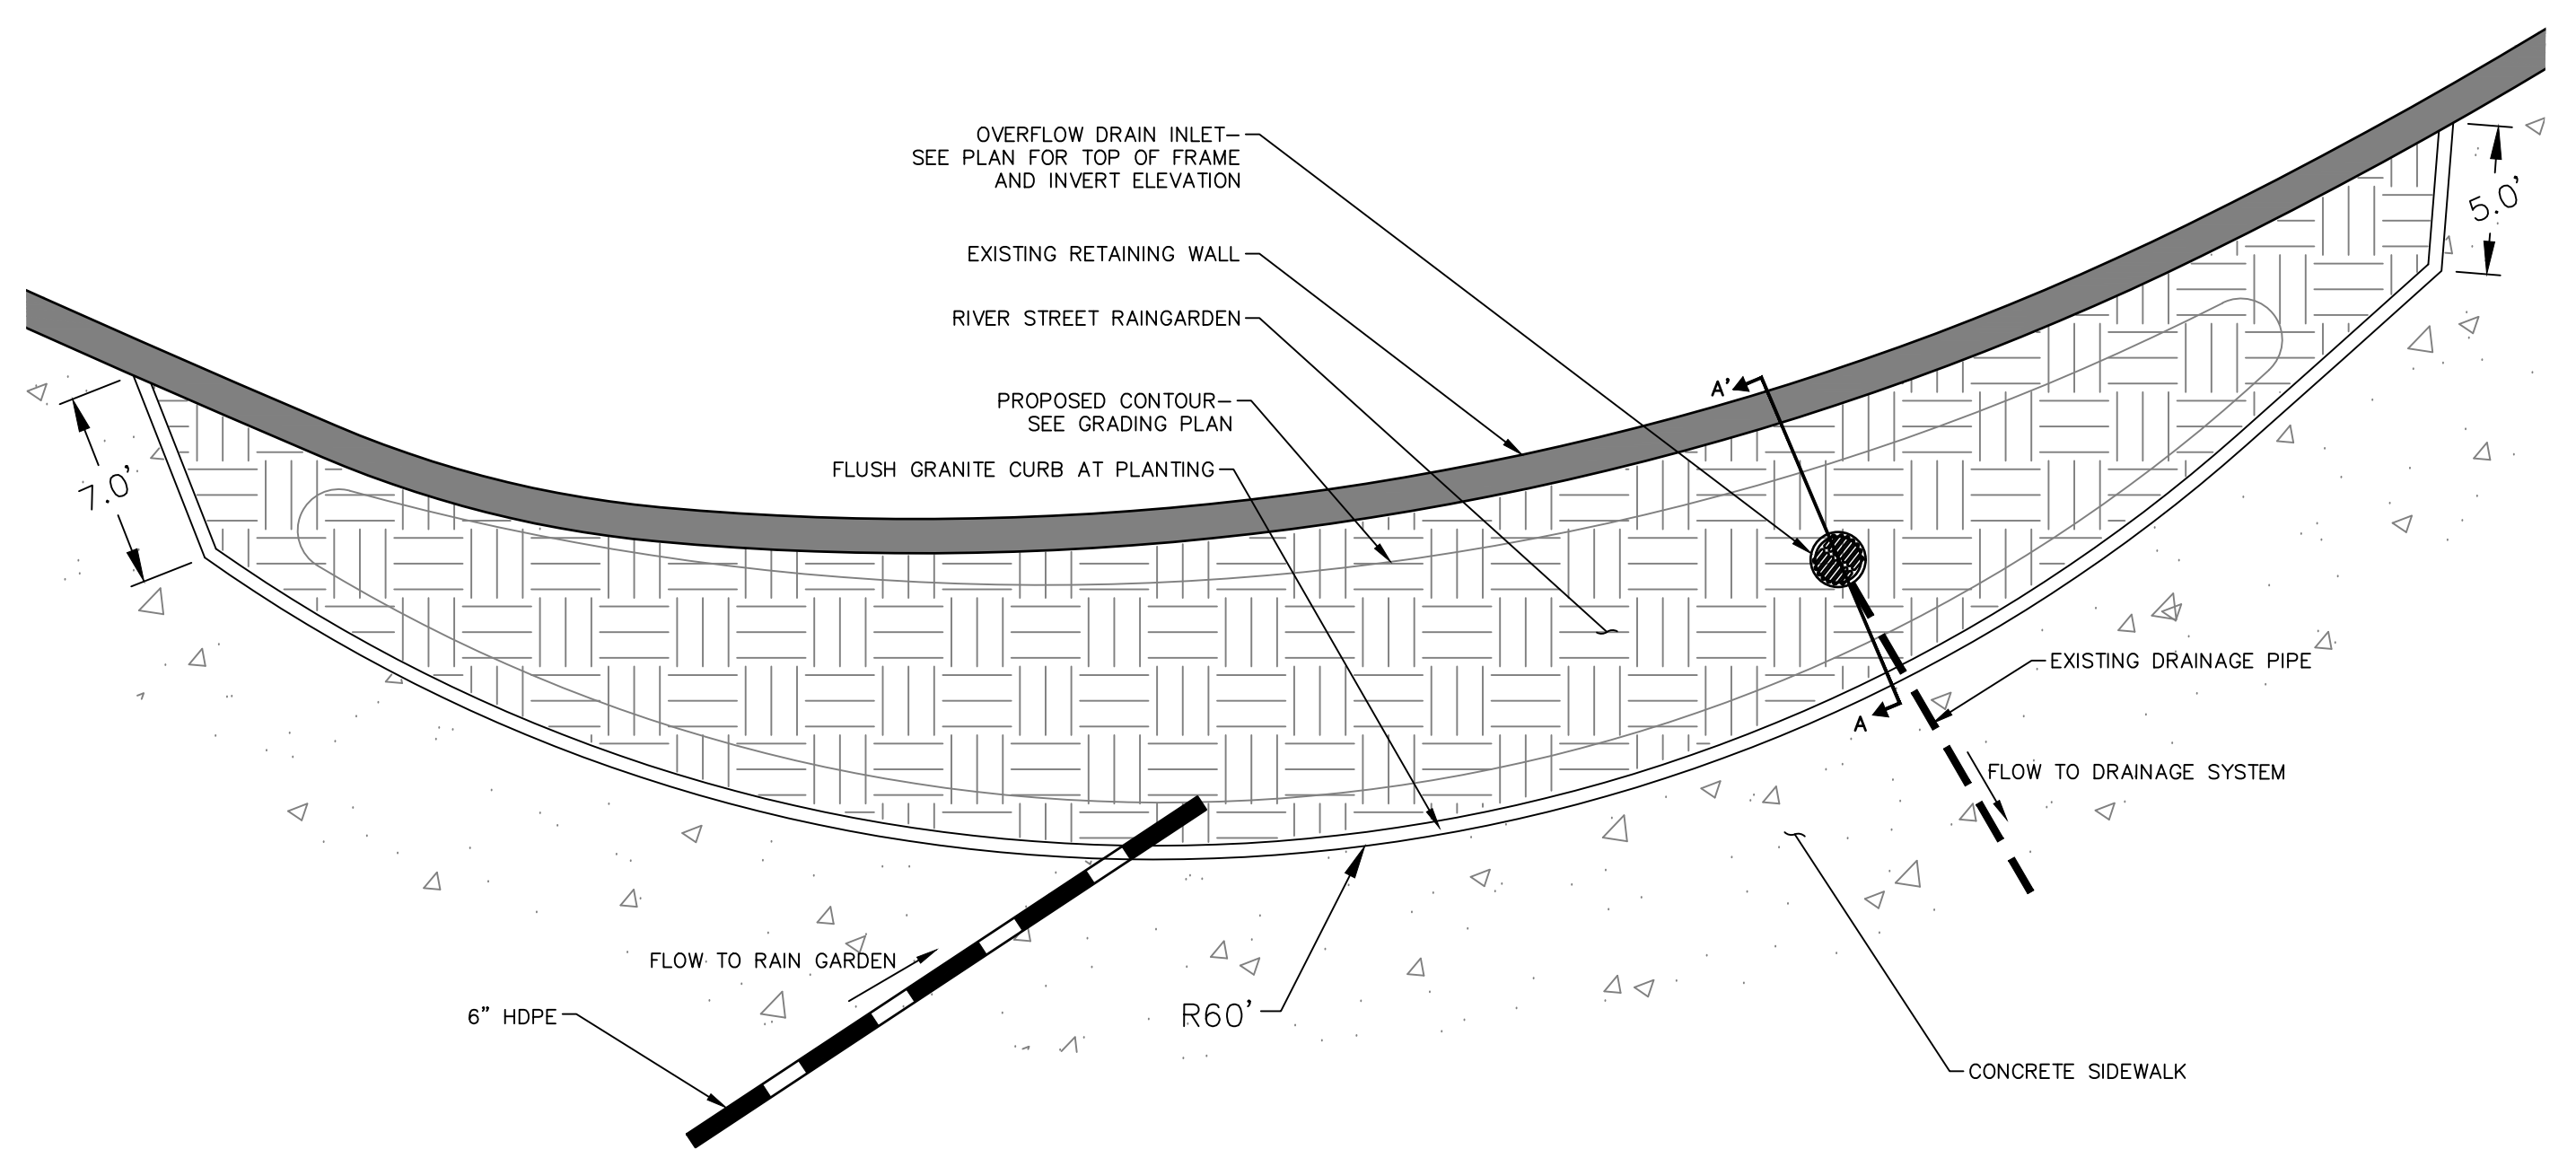 OVERFLOW DRAIN INLET–
SEE PLAN FOR TOP OF FRAME
AND INVERT ELEVATION
EXISTING RETAINING WALL
RIVER STREET RAINGARDEN
PROPOSED CONTOUR–
SEE GRADING PLAN
FLUSH GRANITE CURB AT PLANTING
5.0'
7.0'
A'
A
EXISTING DRAINAGE PIPE
FLOW TO DRAINAGE SYSTEM
FLOW TO RAIN GARDEN
6” HDPE
R60'
CONCRETE SIDEWALK